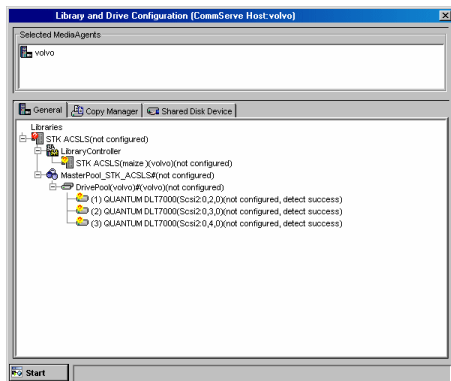 Library and Drive Configuration (CommServe Host:volvo)
Selected MediaAgents
volvo
General Copy Manager Shared Disk Device
Libraries
STK ACSLS(not configured)
LibraryController
STK ACSLS(maize )(volvo)(not configured)
MasterPool_STK_ACSLS#(not configured)
DrivePool(volvo)#(volvo)(not configured)
(1) QUANTUM DLT7000(Scsi2:0,2,0)(not configured, detect success)
(2) QUANTUM DLT7000(Scsi2:0,3,0)(not configured, detect success)
(3) QUANTUM DLT7000(Scsi2:0,4,0)(not configured, detect success)
Start